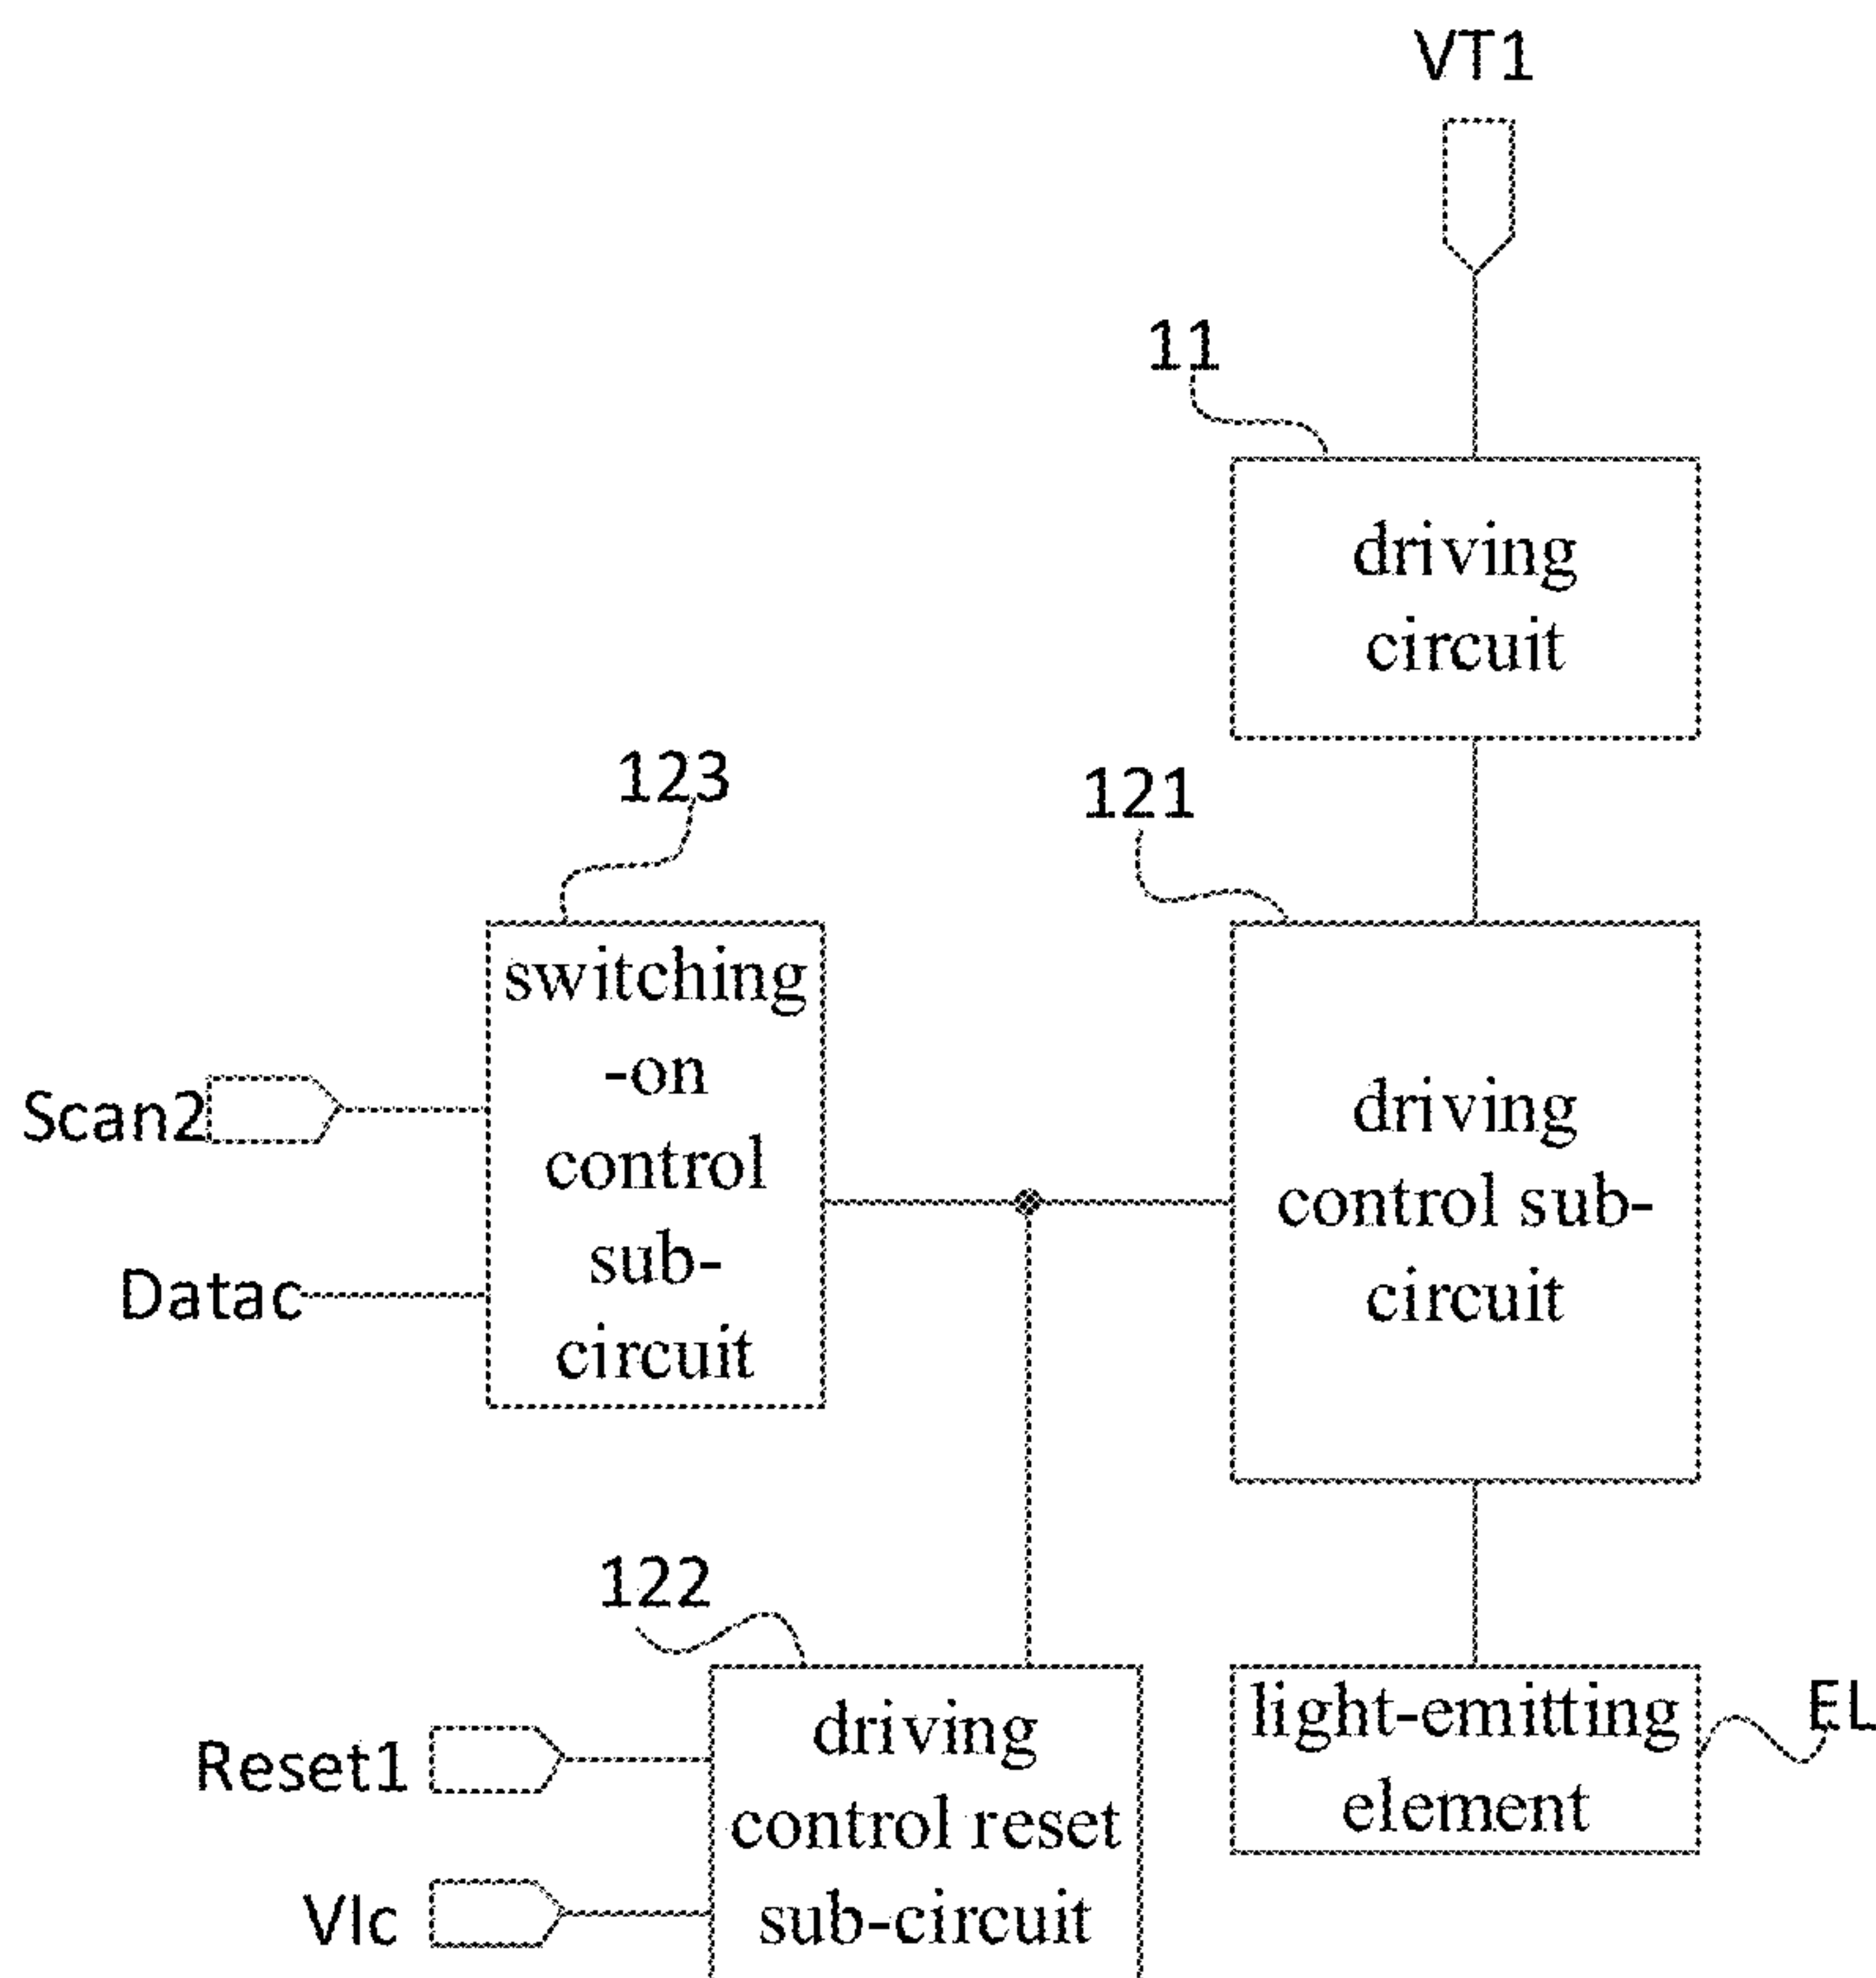 VT1
11
driving
circuit
123
121
switching
-on
control
sub-
circuit
Scan2
Datac
driving
control sub-
circuit
122
Reset1
Vlc
driving
control reset
sub-circuit
light-emitting
element
EL